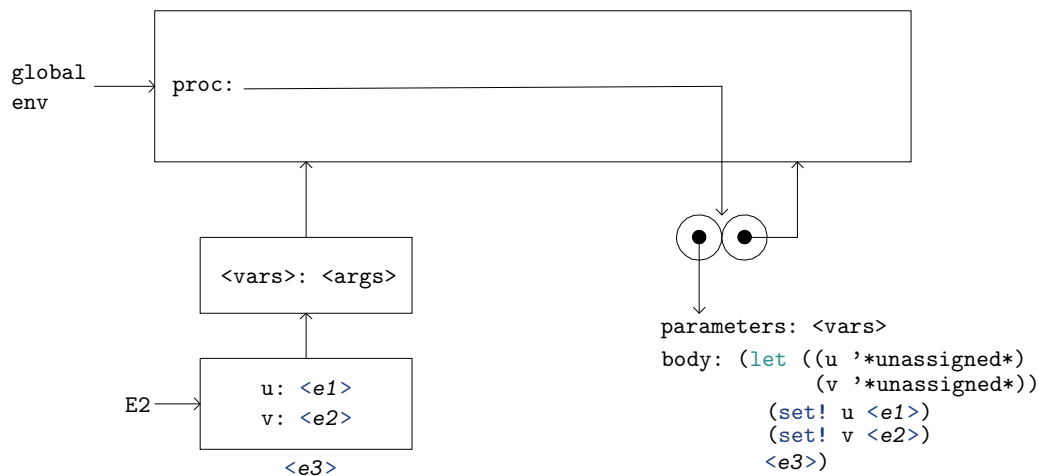 global
env
proc:
<vars>: <args>
E2
u: <e1>
v: <e2>
<e3>
parameters: <vars>
body: (let ((u ’*unassigned*)
(v ’*unassigned*))
(set! u <e1>)
(set! v <e2>)
<e3>)